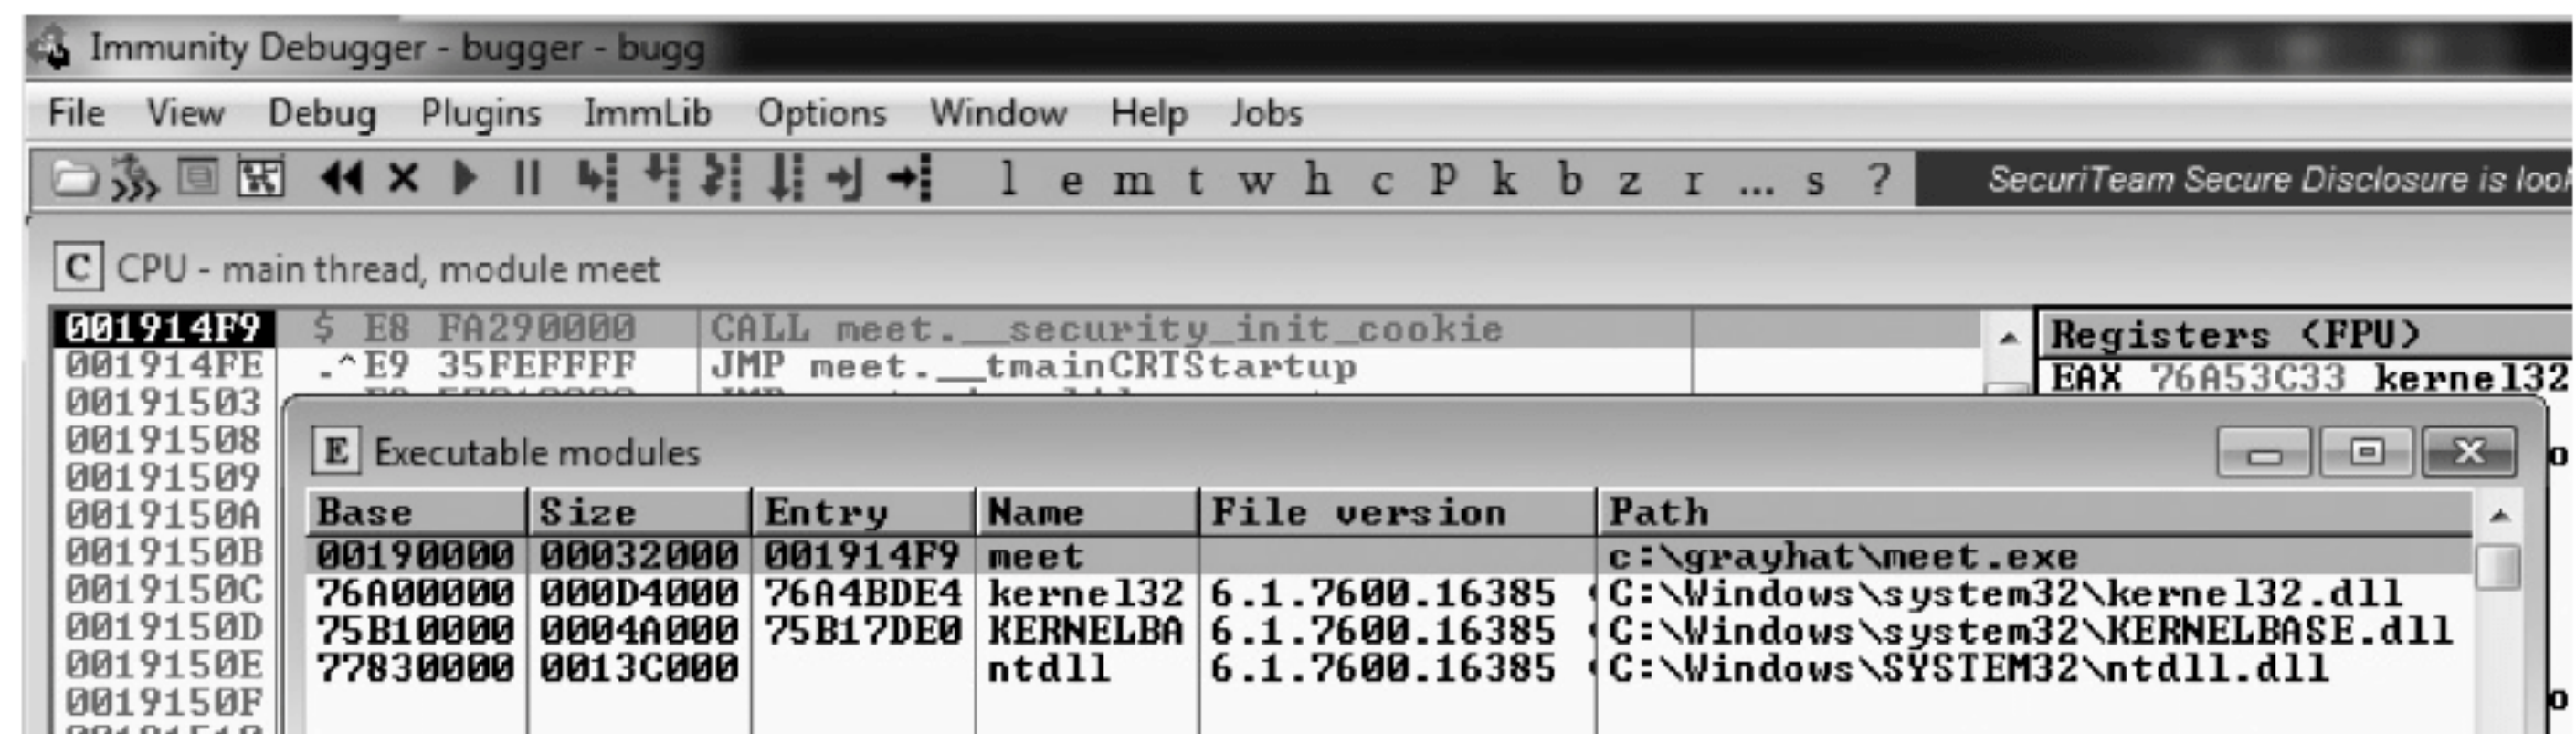 Immunity Debugger - bugger - bugg
File View Debug Plugins ImmLib Options Window Help Jobs
l e m t w h c P k b z r ... s ? SecuriTeam Secure Disclosure is
C CPU - main thread, module meet
001914F9 $ E8 FA290000 CALL meet.__security_init_cookie
Registers (FPU)
001914FE .^E9 35FEFFFF JMP meet.__tmainCRTStartup
EAX 76A53C33 kernel32
00191503
00191508
00191509
0019150A
0019150B
0019150C
0019150D
0019150E
0019150F
E Executable modules
Base Size Entry Name File version Path
00190000 00032000 001914F9 meet c:\grayhat\meet.exe
76A00000 000D4000 76A4BDE4 kernel32 6.1.7600.16385 C:\Windows\system32\kernel32.dll
75B10000 0004A000 75B17DE0 KERNELBA 6.1.7600.16385 C:\Windows\system32\KERNELBASE.dll
77830000 0013C000 ntdll 6.1.7600.16385 C:\Windows\SYSTEM32\ntdll.dll